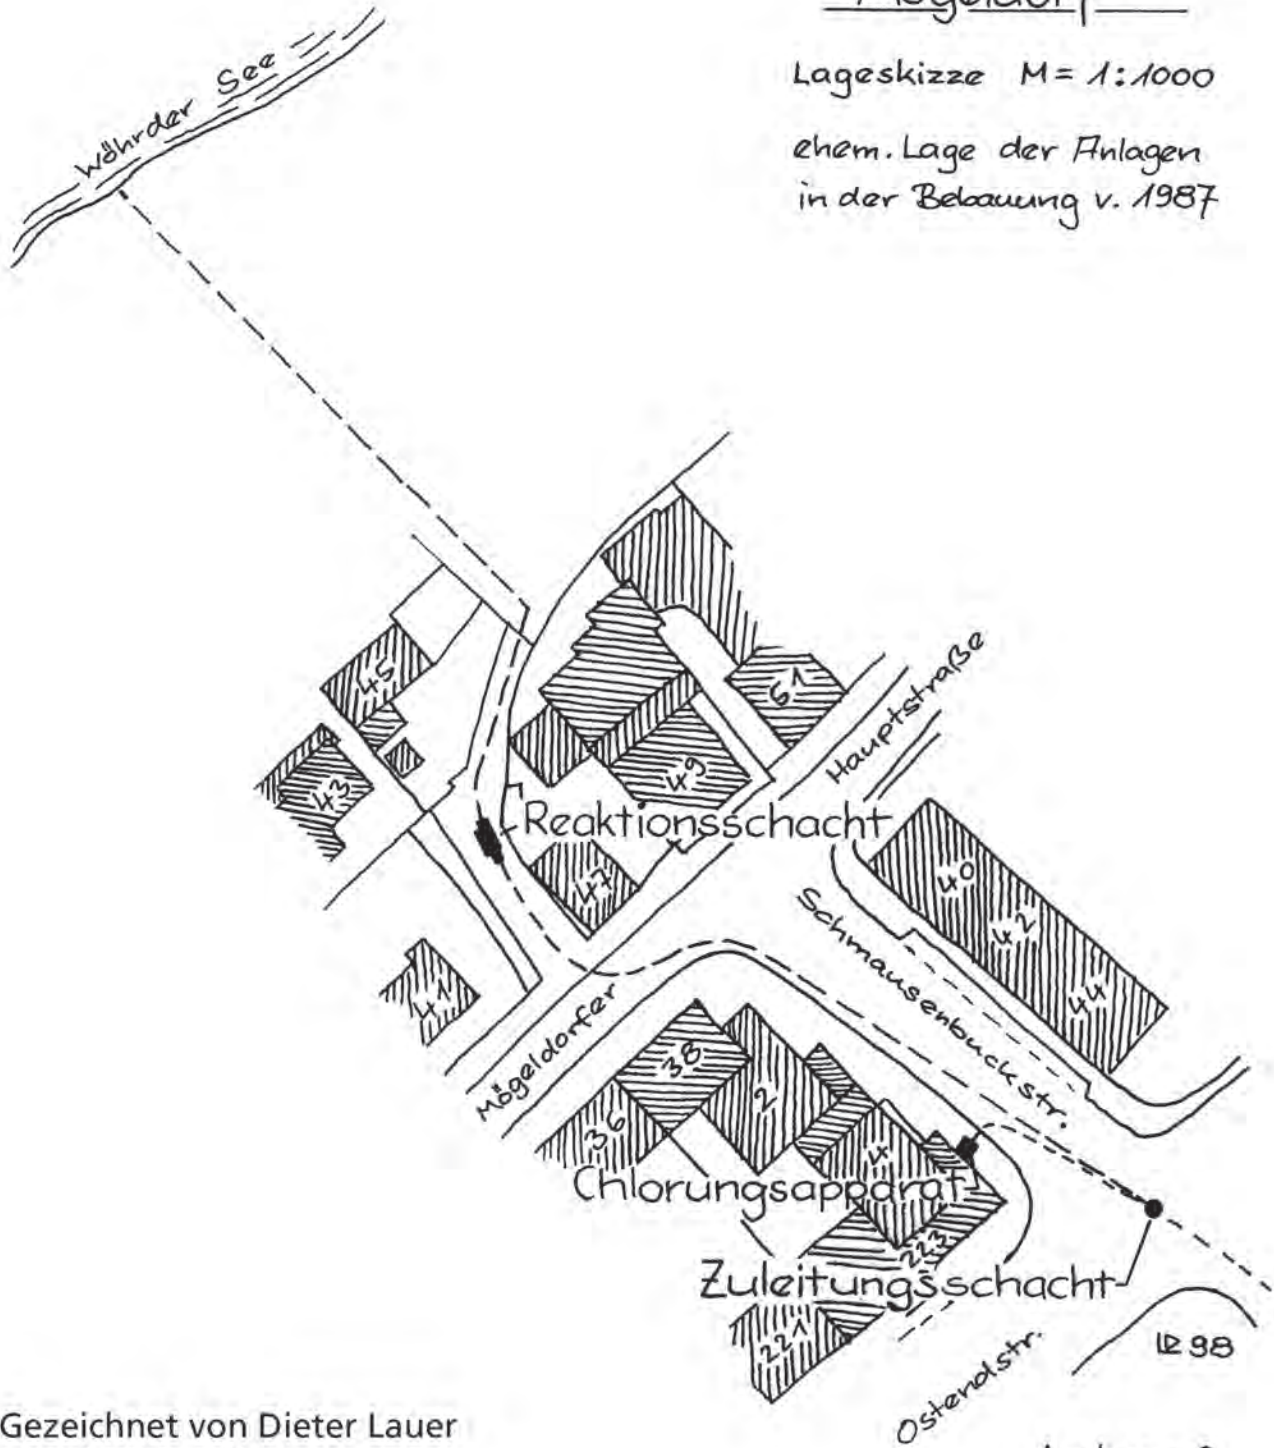 Mögeldorf
Lageskizze M = 1:1000
ehem. Lage der Anlagen
in der Bebauung v. 1987
Wöhrder See
45
43
61
49
Hauptstraße
Reaktionsschacht
47
40
42
44
41
Schmausenbuckstr.
Mögeldorfer
38
36
2
4
Chlorungsapparat
223
Zuleitungsschacht
221
Ostendstr.
98
Gezeichnet von Dieter Lauer